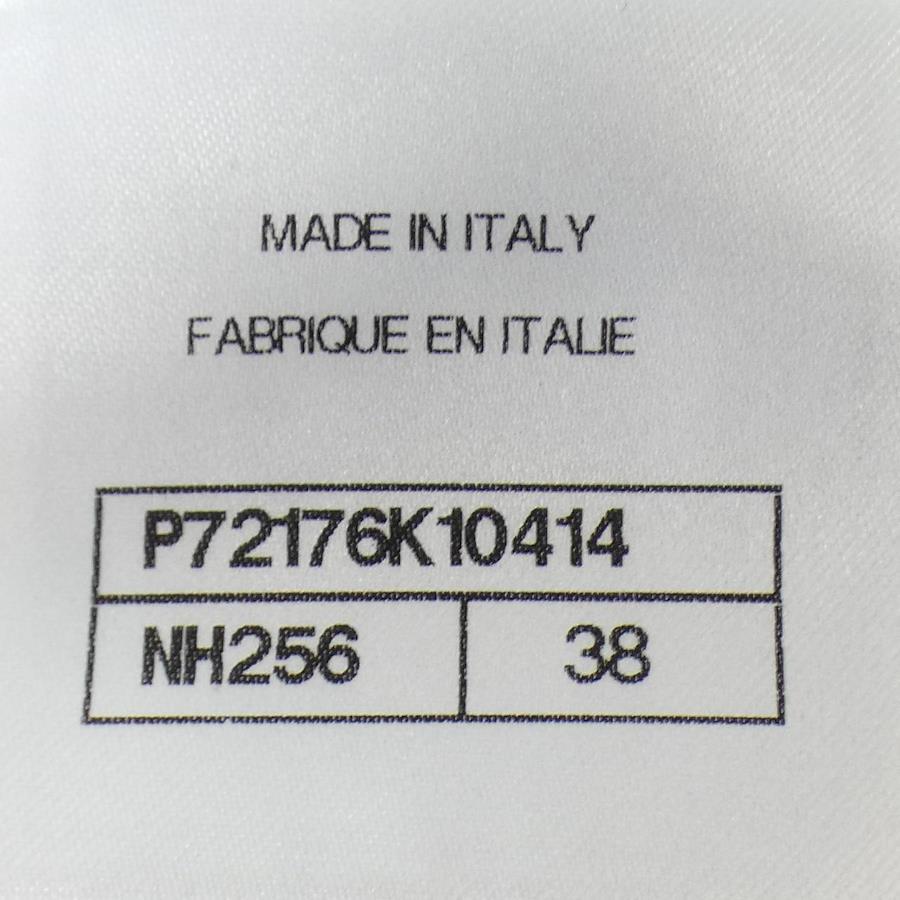 MADE IN ITALY
FABRIQUE EN ITALIE
P72176K10414
NH256 38